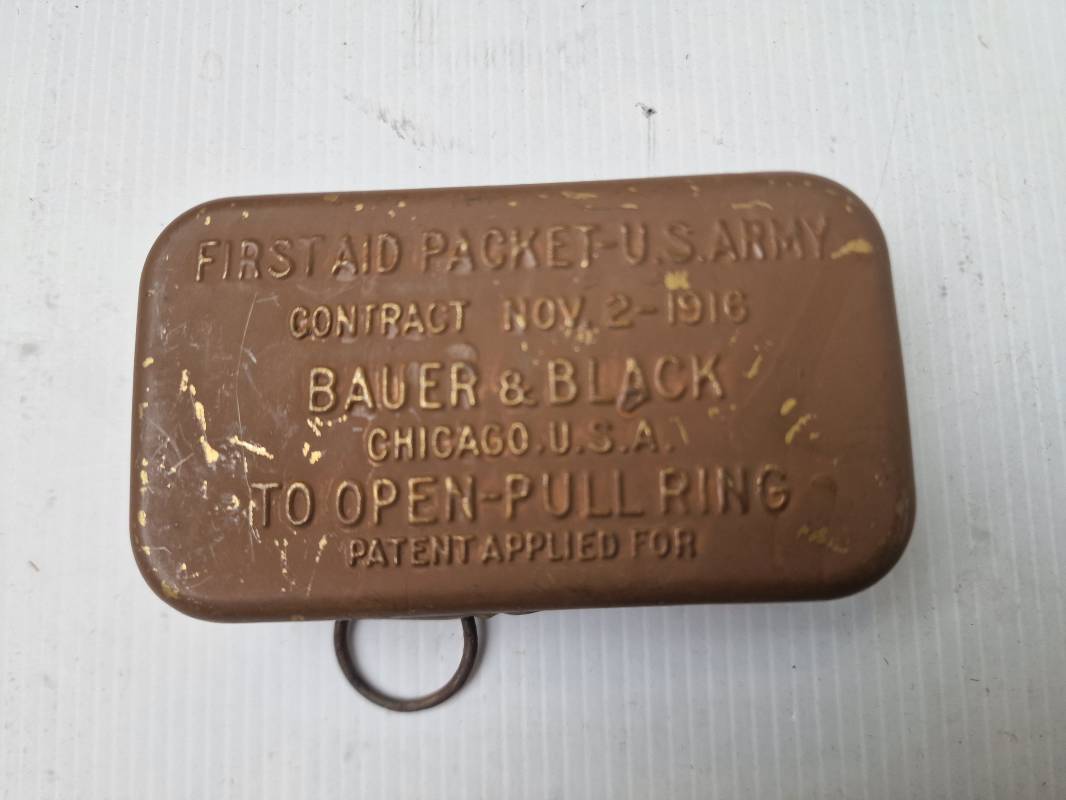 FIRST AID PACKET-U.S. ARMY
CONTRACT NOV. 2-1916
BAUER & BLACK
CHICAGO. U.S.A.
TO OPEN-PULL RING
PATENT APPLIED FOR